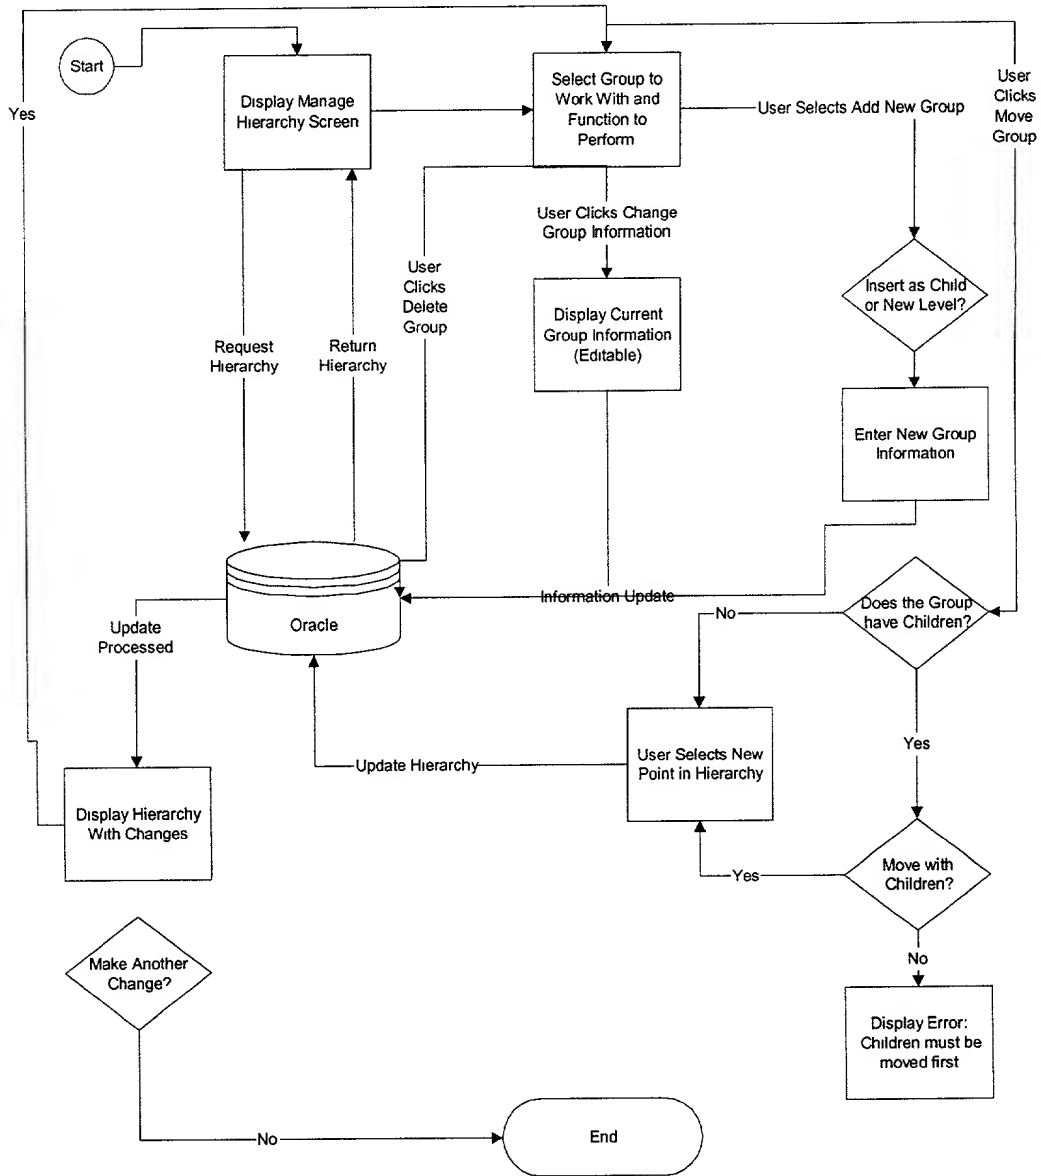 Start
Yes
Display Manage
Hierarchy Screen
Select Group to
Work With and
Function to
Perform
User Selects Add New Group
User
Clicks
Move
Group
User Clicks Change
Group Information
User
Clicks
Delete
Group
Insert as Child
or New Level?
Display Current
Group Information
(Editable)
Request
Hierarchy
Return
Hierarchy
Enter New Group
Information
Information Update
Oracle
Does the Group
have Children?
No
Update
Processed
Yes
User Selects New
Point in Hierarchy
Update Hierarchy
Display Hierarchy
With Changes
Move with
Children?
Yes
No
Make Another
Change?
Display Error:
Children must be
moved first
No
End